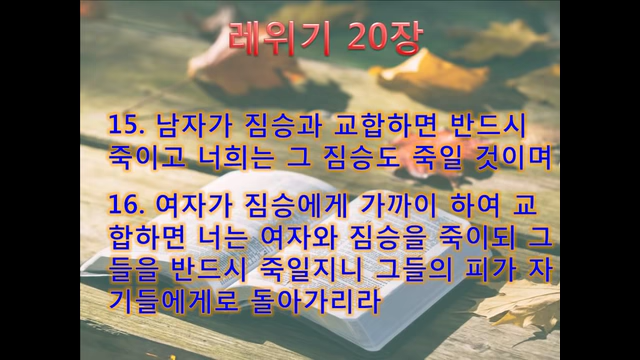 레위기 20장
15. 남자가 짐승과 교합하면 반드시
죽이고 너희는 그 짐승도 죽일 것이며
16. 여자가 짐승에게 가까이 하여 교
합하면 너는 여자와 짐승을 죽이되 그
들을 반드시 죽일지니 그들의 피가 자
기들에게로 돌아가리라